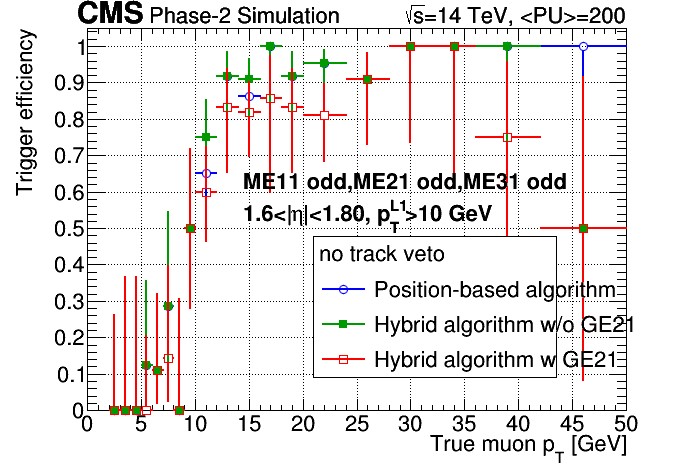 CMS Phase-2 Simulation √s=14 TeV, <PU>=200
Trigger efficiency
1
0.9
0.8
0.7
0.6
0.5
0.4
0.3
0.2
0.1
0
ME11 odd,ME21 odd,ME31 odd
1.6<|η|<1.80, p_T^L1>10 GeV
no track veto
Position-based algorithm
Hybrid algorithm w/o GE21
Hybrid algorithm w GE21
0 5 10 15 20 25 30 35 40 45 50
True muon p_T [GeV]